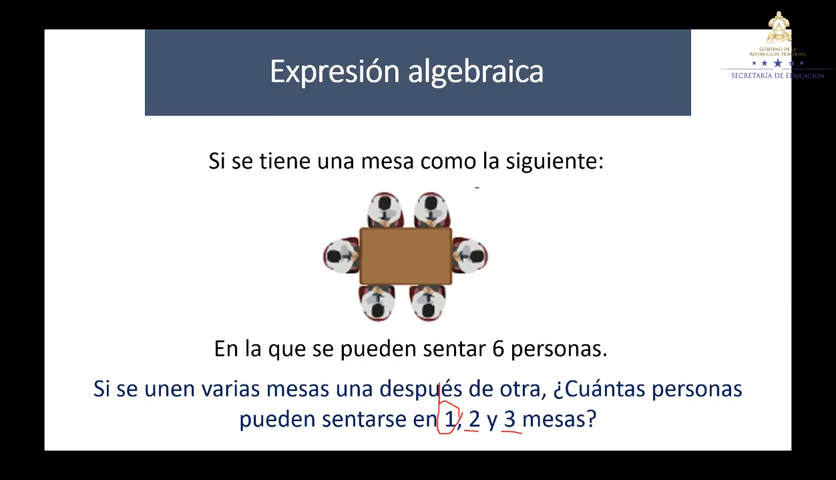 Expresión algebraica
GOBIERNO DE LA
REPÚBLICA DE HONDURAS
SECRETARÍA DE EDUCACIÓN
Si se tiene una mesa como la siguiente:
En la que se pueden sentar 6 personas.
Si se unen varias mesas una después de otra, ¿Cuántas personas
pueden sentarse en 1, 2 y 3 mesas?